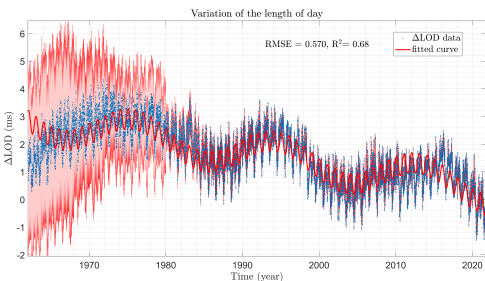 Variation of the length of day
RMSE = 0.570, R²= 0.68
ΔLOD data
fitted curve
ΔLOD (ms)
6
5
4
3
2
1
0
-1
-2
1970
1980
1990
2000
2010
2020
Time (year)